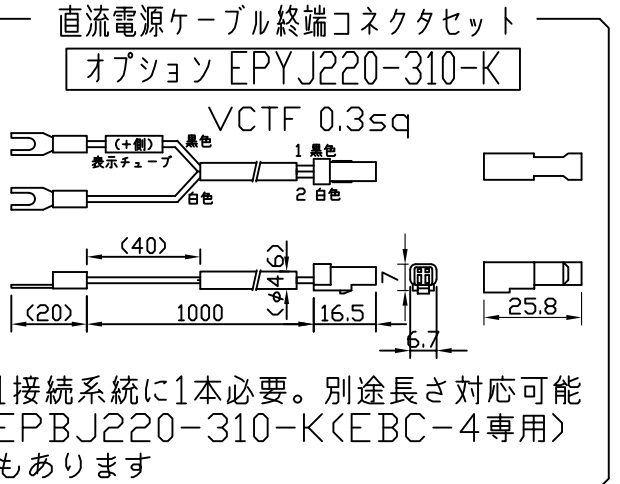 直流電源ケーブル終端コネクタセット
オプション EPYJ220-310-K
VCTF 0.3sq
(+側) 黒色
表示チューブ
白色
1 黒色
2 白色
(40)
(φ4.6)
7
(20)
1000
16.5
25.8
6.7
1接続系統に1本必要。別途長さ対応可能
EPBJ220-310-K(EBC-4専用)
もあります